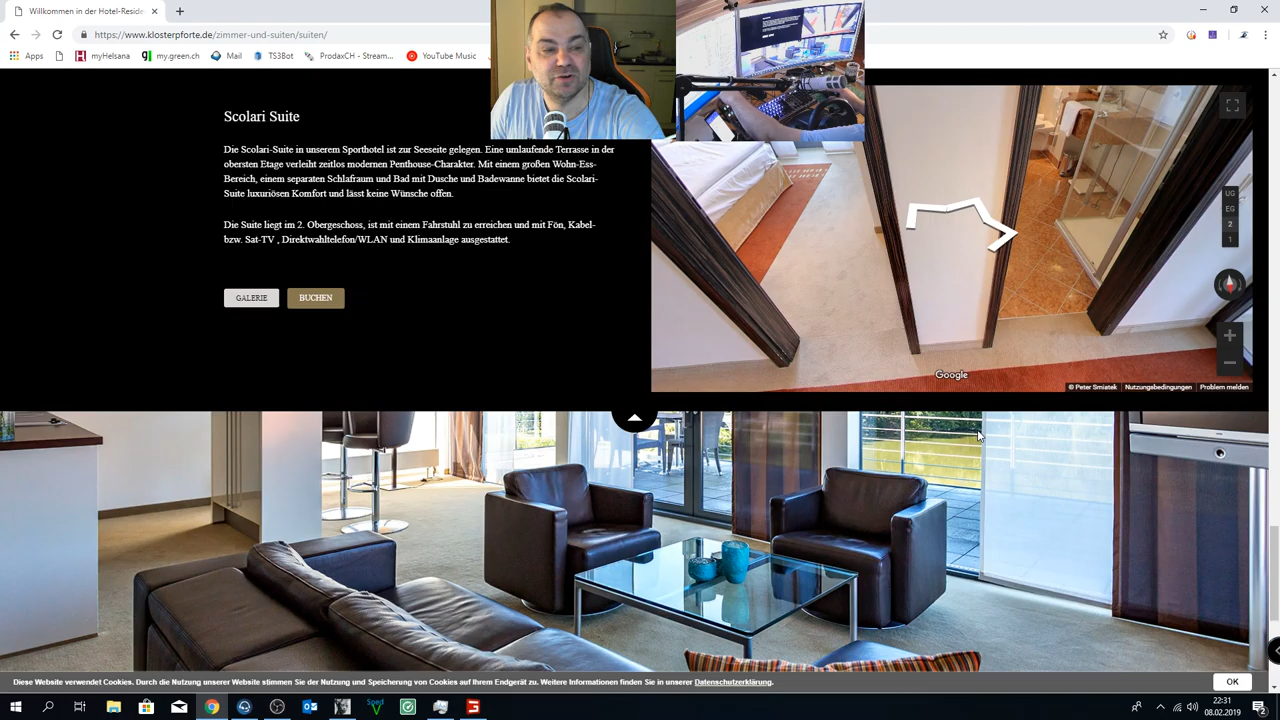 Willkommen in der Hotel-Reside
https://www.klosterpforte.de/zimmer-und-suiten/suiten/
Apps
myHelsana
my.green.ch
Mail
TS3Bot
ProdaxCH - Stream...
YouTube Music
Scolari Suite
Die Scolari-Suite in unserem Sporthotel ist zur Seeseite gelegen. Eine umlaufende Terrasse in der
obersten Etage verleiht zeitlos modernen Penthouse-Charakter. Mit einem großen Wohn-Ess-
Bereich, einem separaten Schlafraum und Bad mit Dusche und Badewanne bietet die Scolari-
Suite luxuriösen Komfort und lässt keine Wünsche offen.
Die Suite liegt im 2. Obergeschoss, ist mit einem Fahrstuhl zu erreichen und mit Fön, Kabel-
bzw. Sat-TV , Direktwahltelefon/WLAN und Klimaanlage ausgestattet.
GALERIE
BUCHEN
UG
EG
2
1
Google
© Peter Smiatek
Nutzungsbedingungen
Problem melden
Diese Website verwendet Cookies. Durch die Nutzung unserer Website stimmen Sie der Nutzung und Speicherung von Cookies auf Ihrem Endgerät zu. Weitere Informationen finden Sie in unserer Datenschutzerklärung.
OK
22:31
08.02.2019